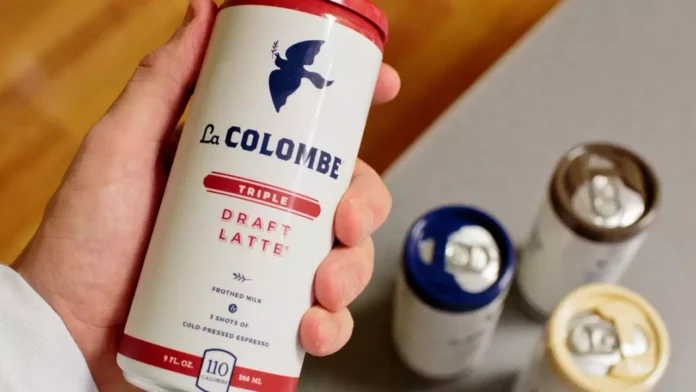 La COLOMBE
TRIPLE
DRAFT
LATTE
FROTHED MILK
&
3 SHOTS OF
COLD-PRESSED ESPRESSO
9 FL. OZ. 110 266 ML
CALORIES